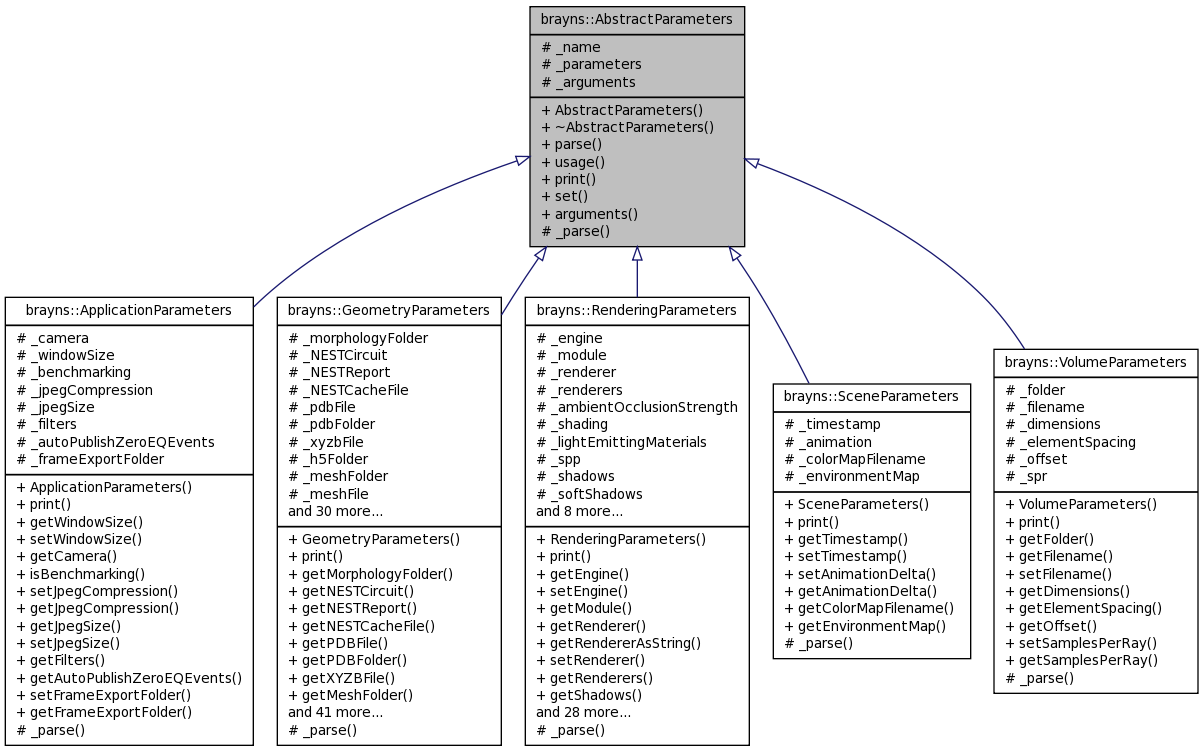 brayns::AbstractParameters
# _name
# _parameters
# _arguments
+ AbstractParameters()
+ ~AbstractParameters()
+ parse()
+ usage()
+ print()
+ set()
+ arguments()
# _parse()
brayns::ApplicationParameters
# _camera
# _windowSize
# _benchmarking
# _jpegCompression
# _jpegSize
# _filters
# _autoPublishZeroEQEvents
# _frameExportFolder
+ ApplicationParameters()
+ print()
+ getWindowSize()
+ setWindowSize()
+ getCamera()
+ isBenchmarking()
+ setJpegCompression()
+ getJpegCompression()
+ getJpegSize()
+ setJpegSize()
+ getFilters()
+ getAutoPublishZeroEQEvents()
+ setFrameExportFolder()
+ getFrameExportFolder()
# _parse()
brayns::GeometryParameters
# _morphologyFolder
# _NESTCircuit
# _NESTReport
# _NESTCacheFile
# _pdbFile
# _pdbFolder
# _xyzbFile
# _h5Folder
# _meshFolder
# _meshFile
and 30 more...
+ GeometryParameters()
+ print()
+ getMorphologyFolder()
+ getNESTCircuit()
+ getNESTReport()
+ getNESTCacheFile()
+ getPDBFile()
+ getPDBFolder()
+ getXYZBFile()
+ getMeshFolder()
and 41 more...
# _parse()
brayns::RenderingParameters
# _engine
# _module
# _renderer
# _renderers
# _ambientOcclusionStrength
# _shading
# _lightEmittingMaterials
# _spp
# _shadows
# _softShadows
and 8 more...
+ RenderingParameters()
+ print()
+ getEngine()
+ setEngine()
+ getModule()
+ getRenderer()
+ getRendererAsString()
+ setRenderer()
+ getRenderers()
+ getShadows()
and 28 more...
# _parse()
brayns::SceneParameters
# _timestamp
# _animation
# _colorMapFilename
# _environmentMap
+ SceneParameters()
+ print()
+ getTimestamp()
+ setTimestamp()
+ setAnimationDelta()
+ getAnimationDelta()
+ getColorMapFilename()
+ getEnvironmentMap()
# _parse()
brayns::VolumeParameters
# _folder
# _filename
# _dimensions
# _elementSpacing
# _offset
# _spr
+ VolumeParameters()
+ print()
+ getFolder()
+ getFilename()
+ setFilename()
+ getDimensions()
+ getElementSpacing()
+ getOffset()
+ setSamplesPerRay()
+ getSamplesPerRay()
# _parse()